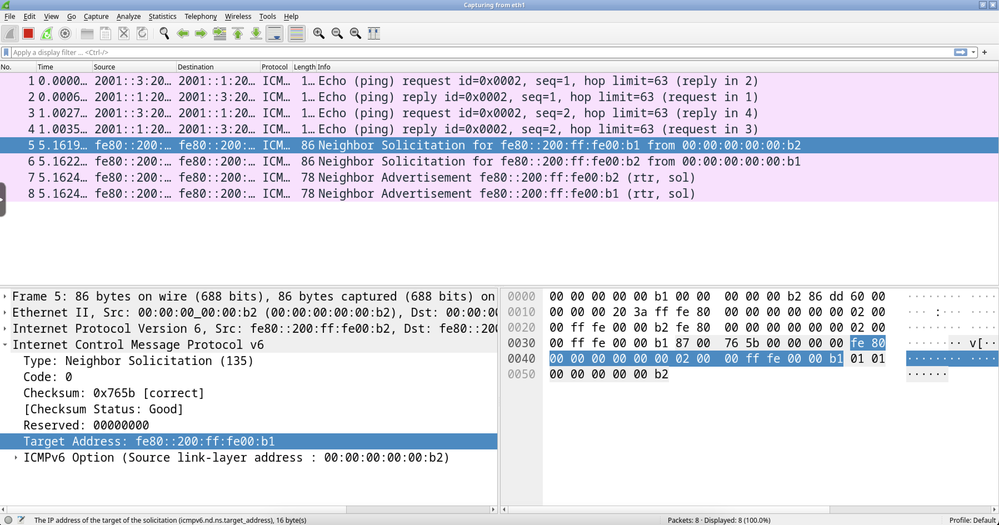 Capturing from eth1
File Edit View Go Capture Analyze Statistics Telephony Wireless Tools Help
Apply a display filter ... <Ctrl-/>
No. Time Source Destination Protocol Length Info
1 0.0000… 2001::3:20… 2001::1:20… ICM… 1… Echo (ping) request id=0x0002, seq=1, hop limit=63 (reply in 2)
2 0.0006… 2001::1:20… 2001::3:20… ICM… 1… Echo (ping) reply id=0x0002, seq=1, hop limit=63 (request in 1)
3 1.0027… 2001::3:20… 2001::1:20… ICM… 1… Echo (ping) request id=0x0002, seq=2, hop limit=63 (reply in 4)
4 1.0035… 2001::1:20… 2001::3:20… ICM… 1… Echo (ping) reply id=0x0002, seq=2, hop limit=63 (request in 3)
5 5.1619… fe80::200:… fe80::200:… ICM… 86 Neighbor Solicitation for fe80::200:ff:fe00:b1 from 00:00:00:00:00:b2
6 5.1622… fe80::200:… fe80::200:… ICM… 86 Neighbor Solicitation for fe80::200:ff:fe00:b2 from 00:00:00:00:00:b1
7 5.1624… fe80::200:… fe80::200:… ICM… 78 Neighbor Advertisement fe80::200:ff:fe00:b2 (rtr, sol)
8 5.1624… fe80::200:… fe80::200:… ICM… 78 Neighbor Advertisement fe80::200:ff:fe00:b1 (rtr, sol)
Frame 5: 86 bytes on wire (688 bits), 86 bytes captured (688 bits) on
Ethernet II, Src: 00:00:00_00:00:b2 (00:00:00:00:00:b2), Dst: 00:00:00
Internet Protocol Version 6, Src: fe80::200:ff:fe00:b2, Dst: fe80::200
Internet Control Message Protocol v6
Type: Neighbor Solicitation (135)
Code: 0
Checksum: 0x765b [correct]
[Checksum Status: Good]
Reserved: 00000000
Target Address: fe80::200:ff:fe00:b1
ICMPv6 Option (Source link-layer address : 00:00:00:00:00:b2)
0000 00 00 00 00 00 b1 00 00 00 00 00 b2 86 dd 60 00 ········ ····
0010 00 00 00 20 3a ff fe 80 00 00 00 00 00 00 02 00 ··· :··· ····
0020 00 ff fe 00 00 b2 fe 80 00 00 00 00 00 00 02 00 ········ ····
0030 00 ff fe 00 00 b1 87 00 76 5b 00 00 00 00 fe 80 ········ v[··
0040 00 00 00 00 00 00 02 00 00 ff fe 00 00 b1 01 01 ········ ····
0050 00 00 00 00 00 b2 ······
The IP address of the target of the solicitation (icmpv6.nd.ns.target_address), 16 byte(s)
Packets: 8 · Displayed: 8 (100.0%)
Profile: Default